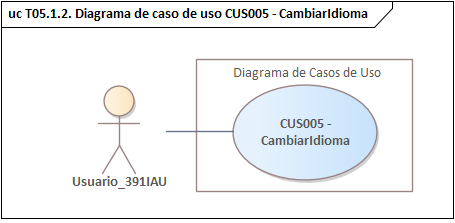 uc T05.1.2. Diagrama de caso de uso CUS005 - CambiarIdioma
Diagrama de Casos de Uso
CUS005 -
CambiarIdioma
Usuario_391IAU